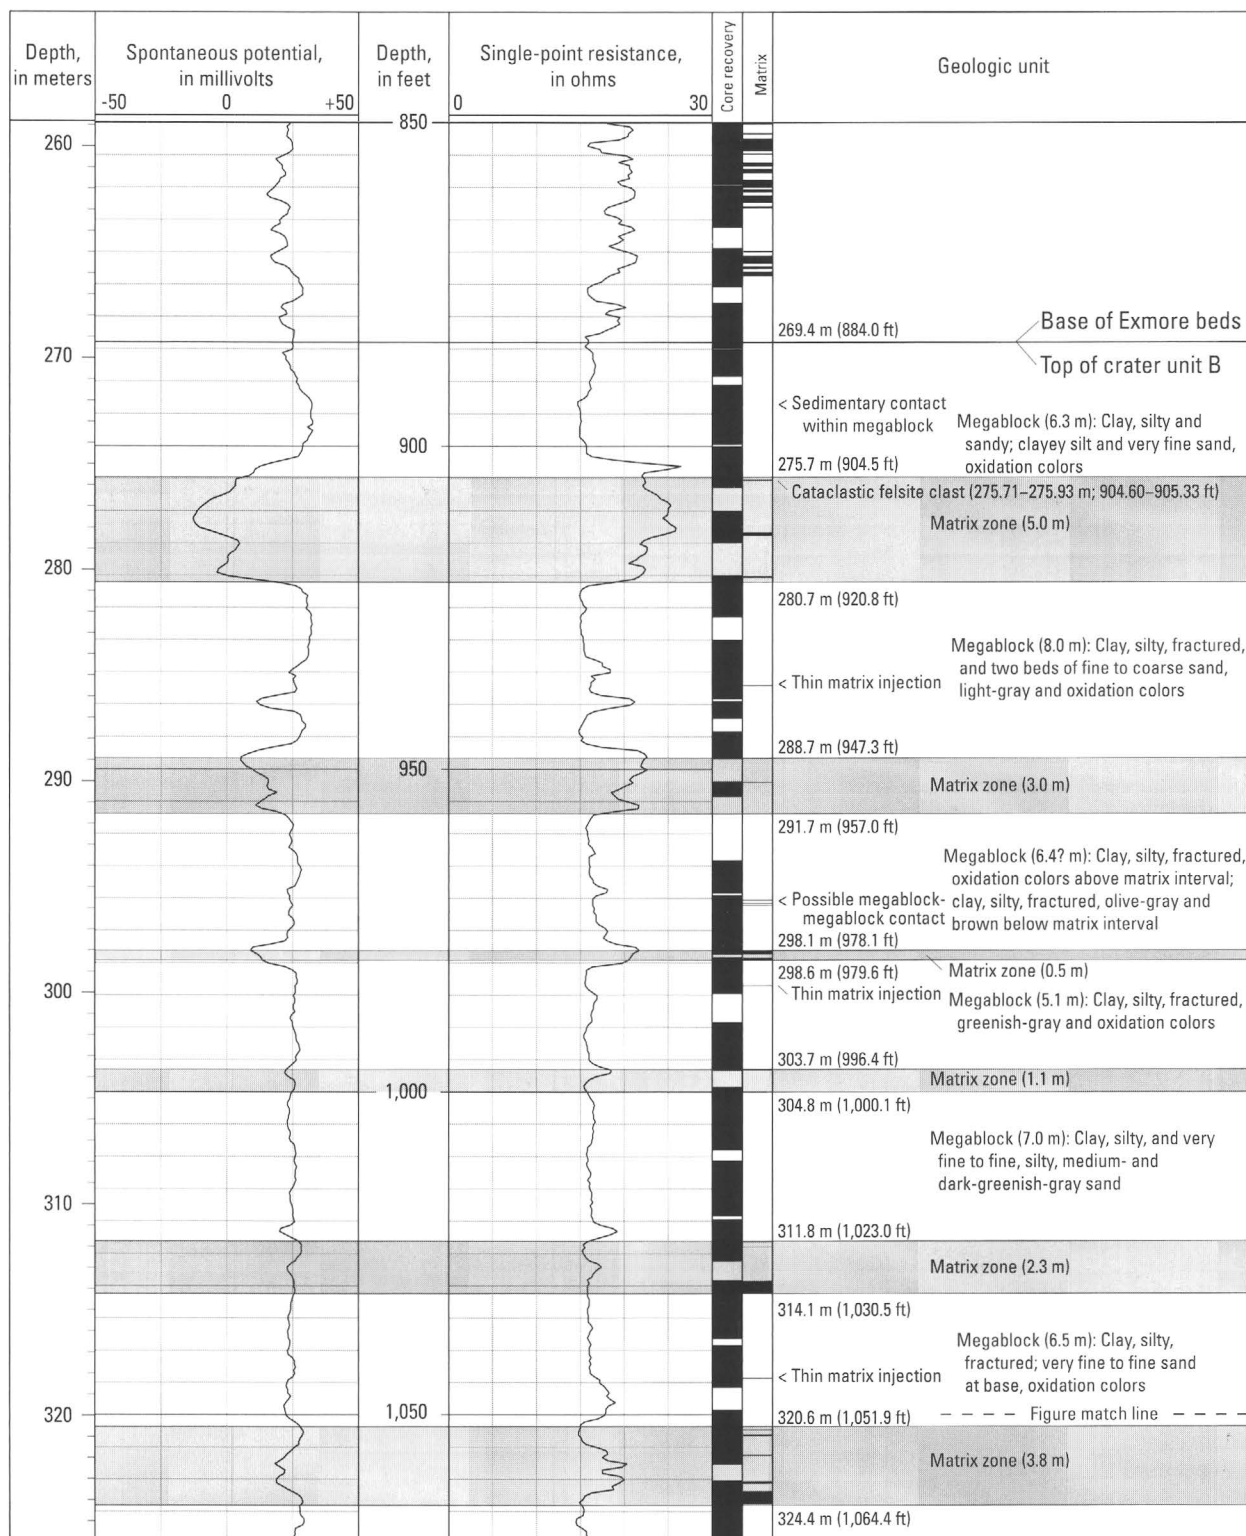 Depth,
in meters
Spontaneous potential,
in millivolts
-50 0 +50
Depth,
in feet
Single-point resistance,
in ohms
0 30
Core recovery
Matrix
Geologic unit
850
260
269.4 m (884.0 ft)
Base of Exmore beds
270
Top of crater unit B
< Sedimentary contact
within megablock
Megablock (6.3 m): Clay, silty and
sandy; clayey silt and very fine sand,
oxidation colors
900
275.7 m (904.5 ft)
Cataclastic felsite clast (275.71–275.93 m; 904.60–905.33 ft)
Matrix zone (5.0 m)
280
280.7 m (920.8 ft)
Megablock (8.0 m): Clay, silty, fractured,
and two beds of fine to coarse sand,
light-gray and oxidation colors
< Thin matrix injection
288.7 m (947.3 ft)
290
950
Matrix zone (3.0 m)
291.7 m (957.0 ft)
Megablock (6.4? m): Clay, silty, fractured,
oxidation colors above matrix interval;
clay, silty, fractured, olive-gray and
brown below matrix interval
< Possible megablock-
megablock contact
298.1 m (978.1 ft)
Matrix zone (0.5 m)
298.6 m (979.6 ft)
300
< Thin matrix injection
Megablock (5.1 m): Clay, silty, fractured,
greenish-gray and oxidation colors
303.7 m (996.4 ft)
Matrix zone (1.1 m)
1,000
304.8 m (1,000.1 ft)
Megablock (7.0 m): Clay, silty, and very
fine to fine, silty, medium- and
dark-greenish-gray sand
310
311.8 m (1,023.0 ft)
Matrix zone (2.3 m)
314.1 m (1,030.5 ft)
Megablock (6.5 m): Clay, silty,
fractured; very fine to fine sand
at base, oxidation colors
< Thin matrix injection
320
1,050
320.6 m (1,051.9 ft)
Figure match line
Matrix zone (3.8 m)
324.4 m (1,064.4 ft)